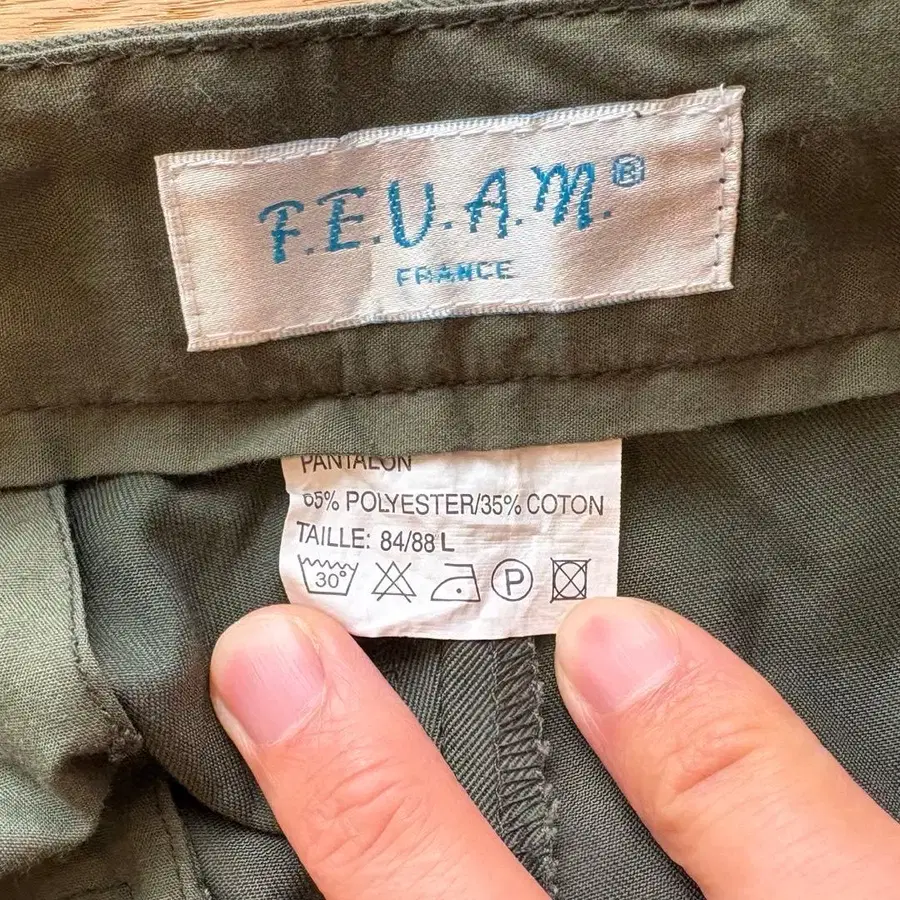 F.E.U.A.M.®
FRANCE
PANTALON
65% POLYESTER/35% COTON
TAILLE: 84/88 L
30°
P